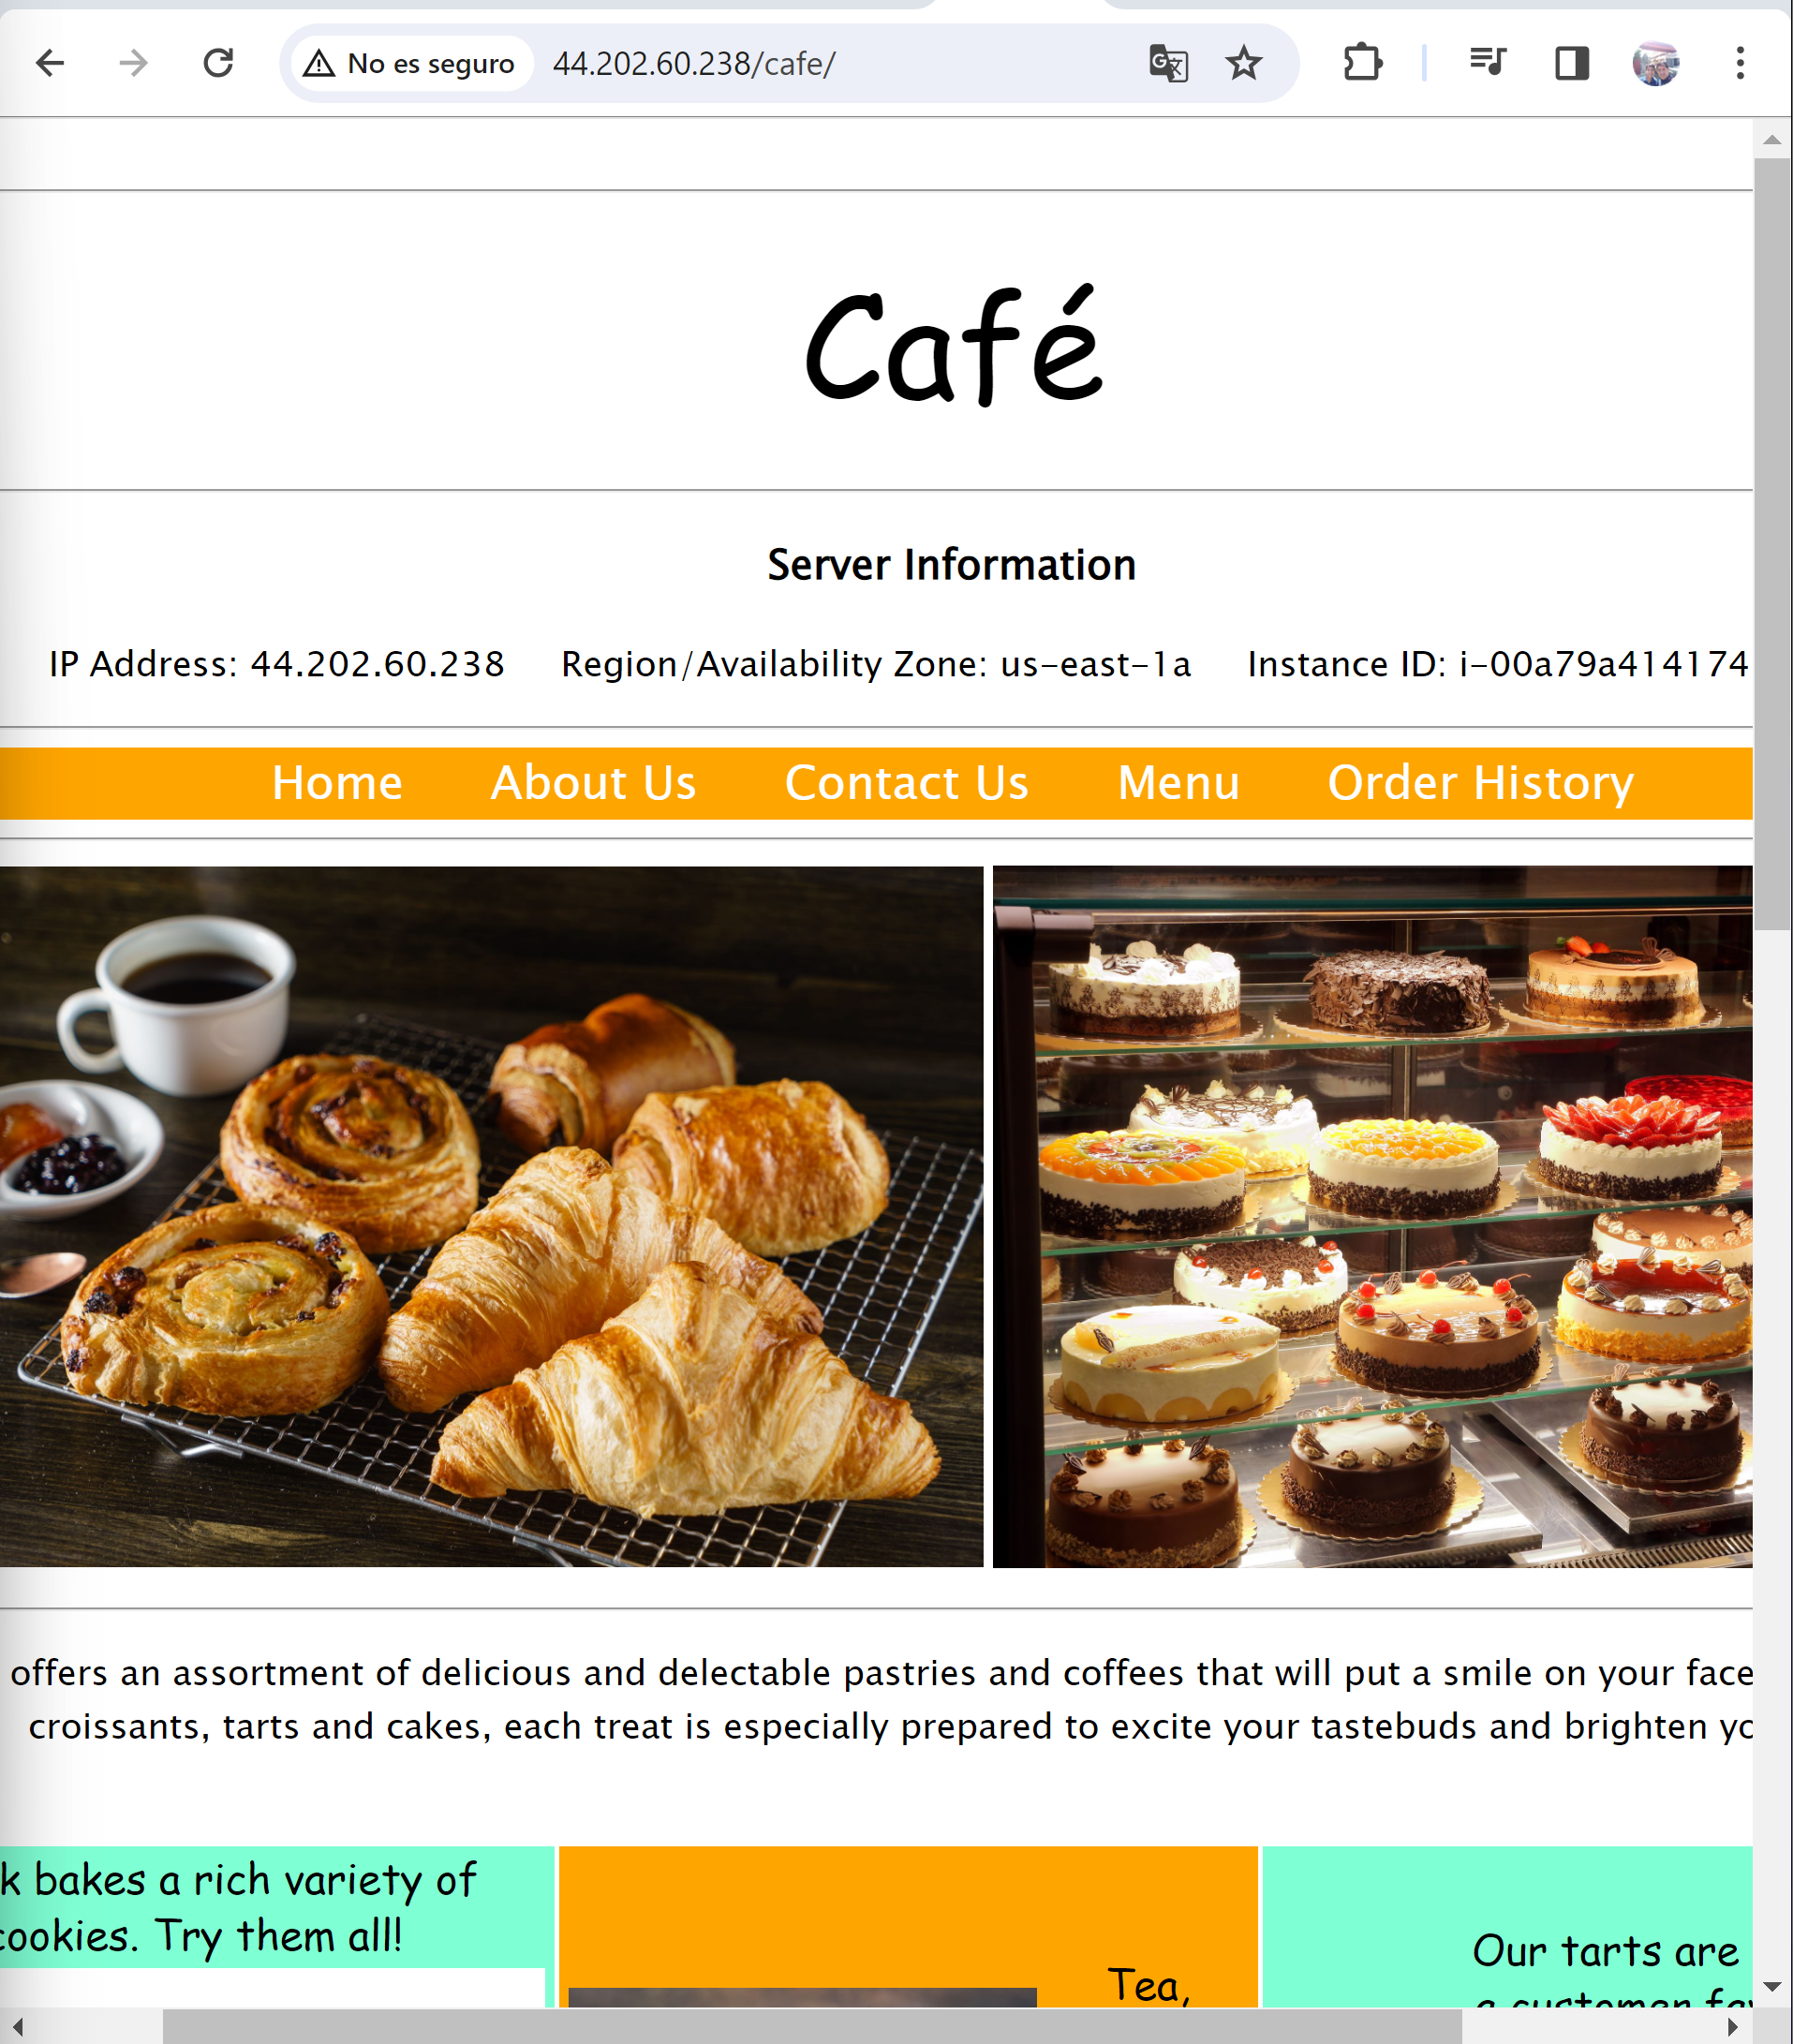 No es seguro 44.202.60.238/cafe/
Café
Server Information
IP Address: 44.202.60.238 Region/Availability Zone: us-east-1a Instance ID: i-00a79a414174
Home About Us Contact Us Menu Order History
offers an assortment of delicious and delectable pastries and coffees that will put a smile on your face
croissants, tarts and cakes, each treat is especially prepared to excite your tastebuds and brighten yo
k bakes a rich variety of
cookies. Try them all!
Tea,
Our tarts are
a customer fav